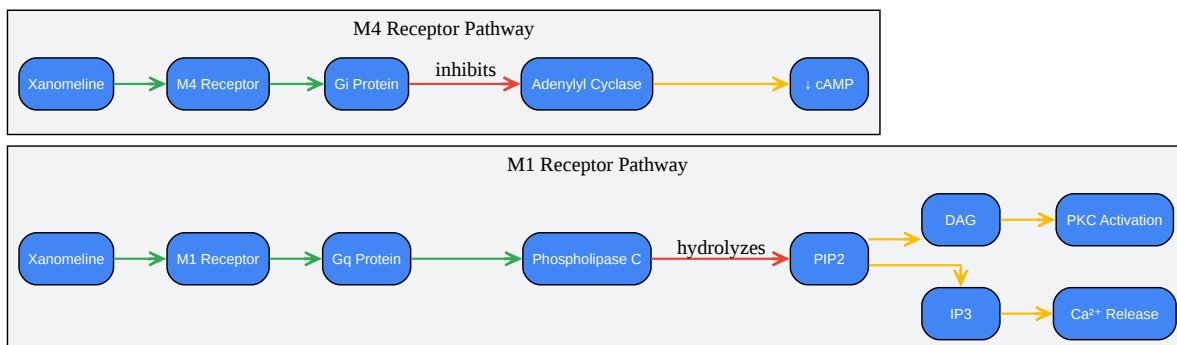 M4 Receptor Pathway
Xanomeline
M4 Receptor
Gi Protein
inhibits
Adenylyl Cyclase
↓ cAMP
M1 Receptor Pathway
Xanomeline
M1 Receptor
Gq Protein
Phospholipase C
hydrolyzes
PIP2
DAG
PKC Activation
IP3
Ca²⁺ Release